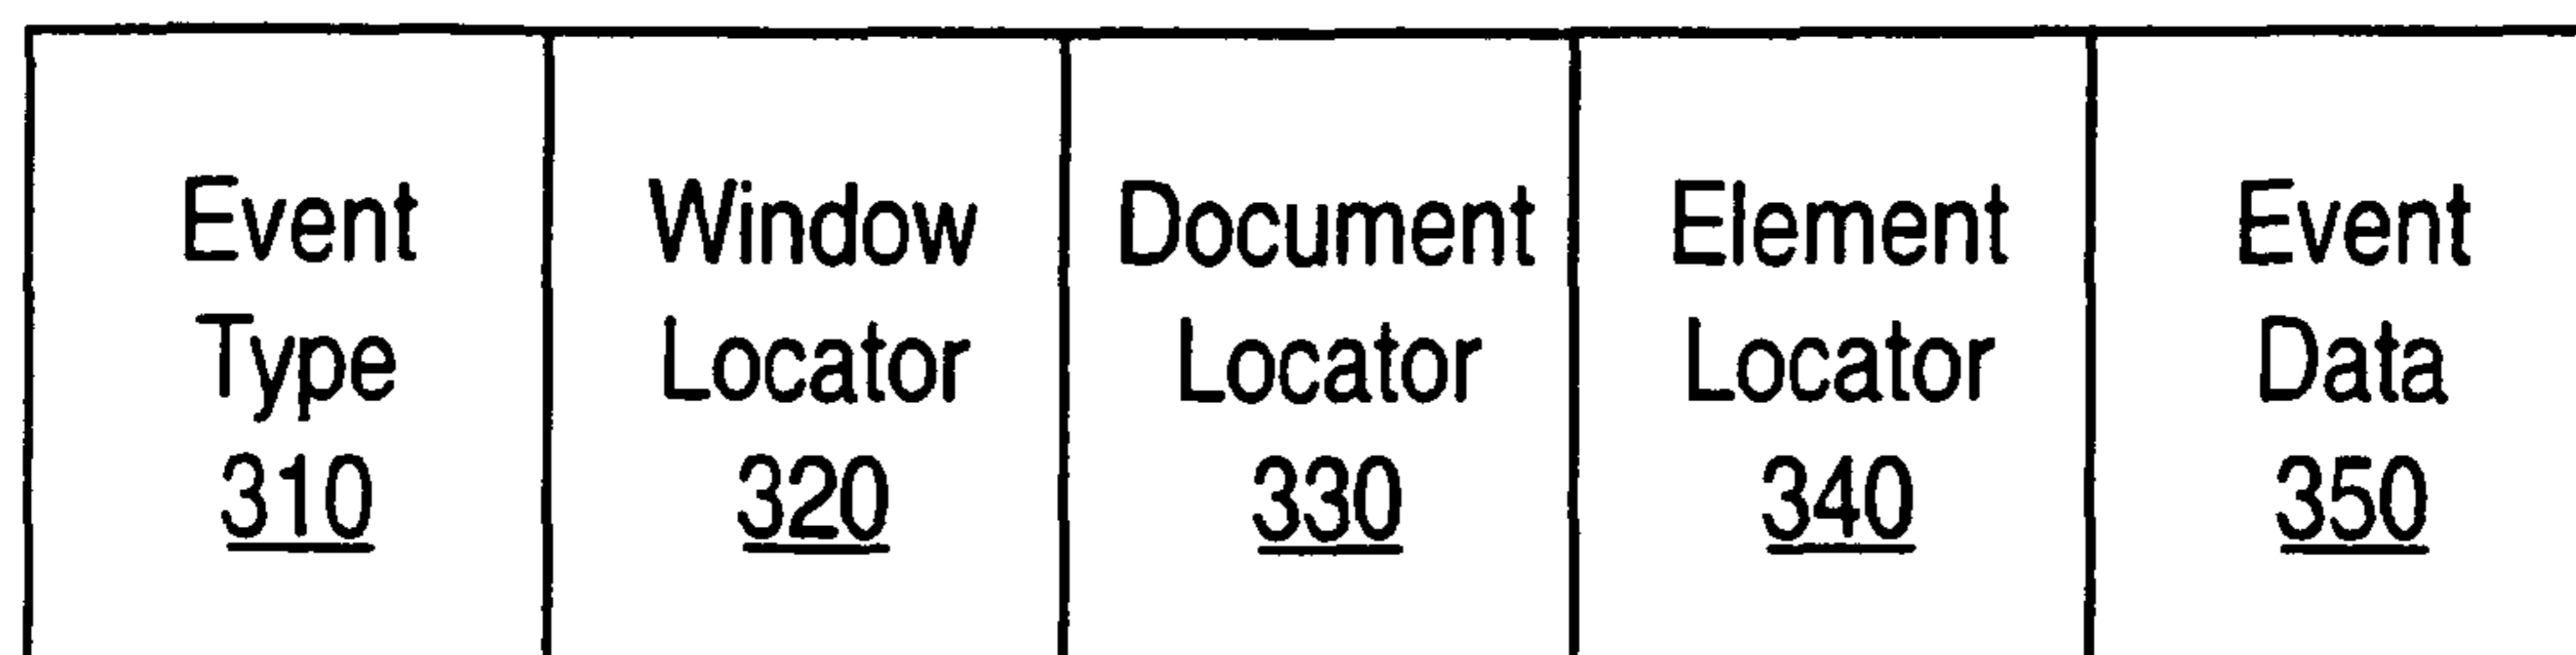 Event
Type
310
Window
Locator
320
Document
Locator
330
Element
Locator
340
Event
Data
350